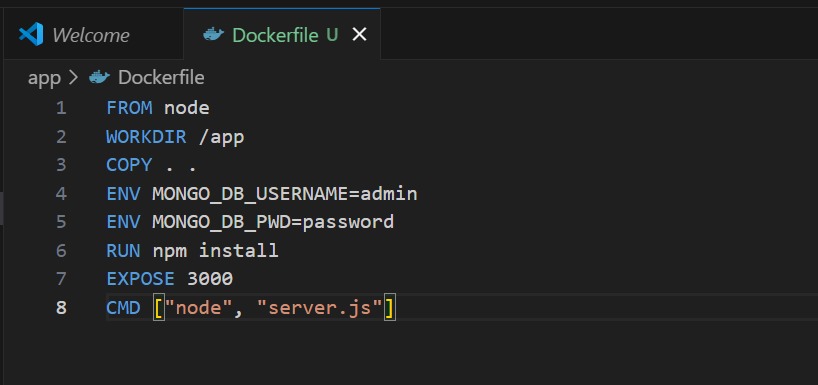 Welcome
Dockerfile U
app > Dockerfile
1 FROM node
2 WORKDIR /app
3 COPY . .
4 ENV MONGO_DB_USERNAME=admin
5 ENV MONGO_DB_PWD=password
6 RUN npm install
7 EXPOSE 3000
8 CMD ["node", "server.js"]